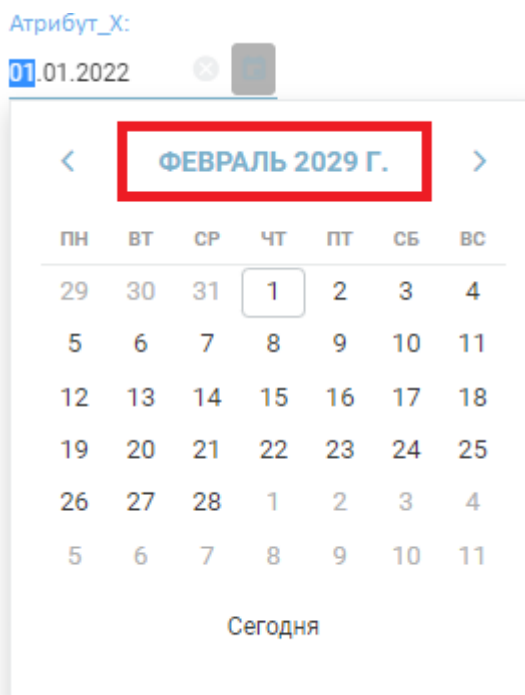 Атрибут_X:
01.01.2022
ФЕВРАЛЬ 2029 Г.
ПН ВТ СР ЧТ ПТ СБ ВС
29 30 31 1 2 3 4
5 6 7 8 9 10 11
12 13 14 15 16 17 18
19 20 21 22 23 24 25
26 27 28 1 2 3 4
5 6 7 8 9 10 11
Сегодня